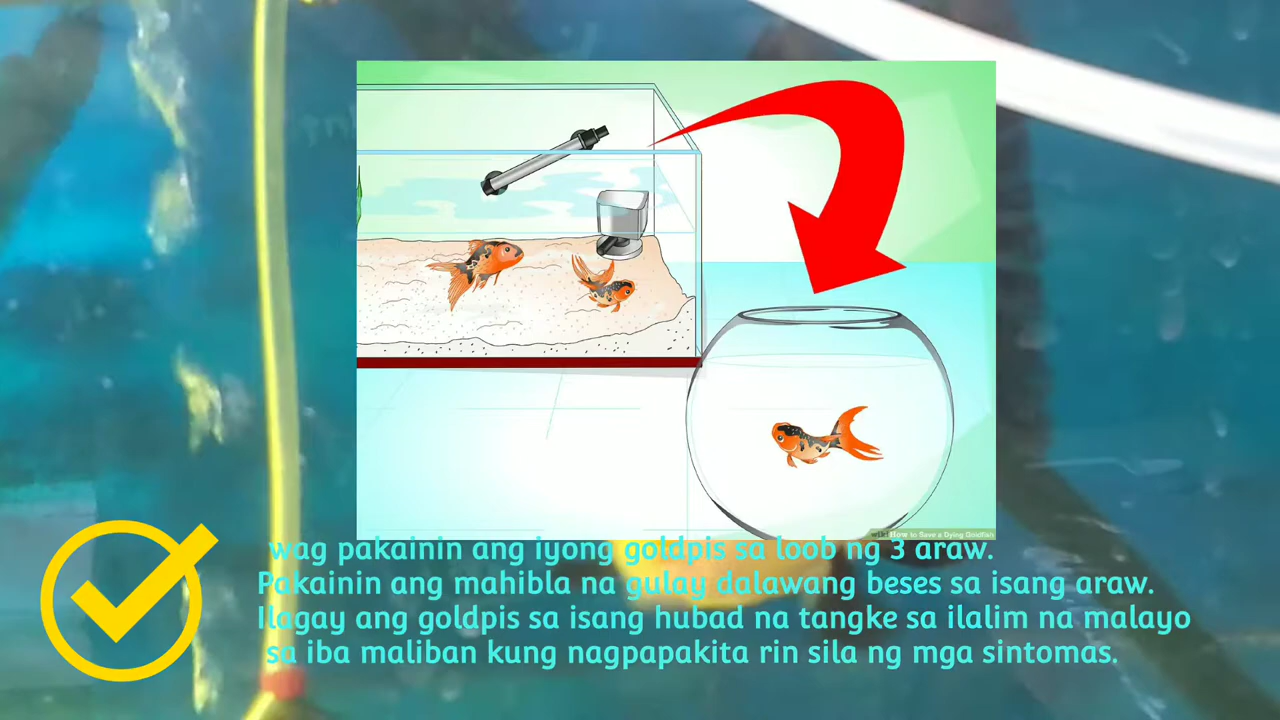 wikiHow to Save a Dying Goldfish
wag pakainin ang iyong goldpis sa loob ng 3 araw.
Pakainin ang mahibla na gulay dalawang beses sa isang araw.
Ilagay ang goldpis sa isang hubad na tangke sa ilalim na malayo
sa iba maliban kung nagpapakita rin sila ng mga sintomas.